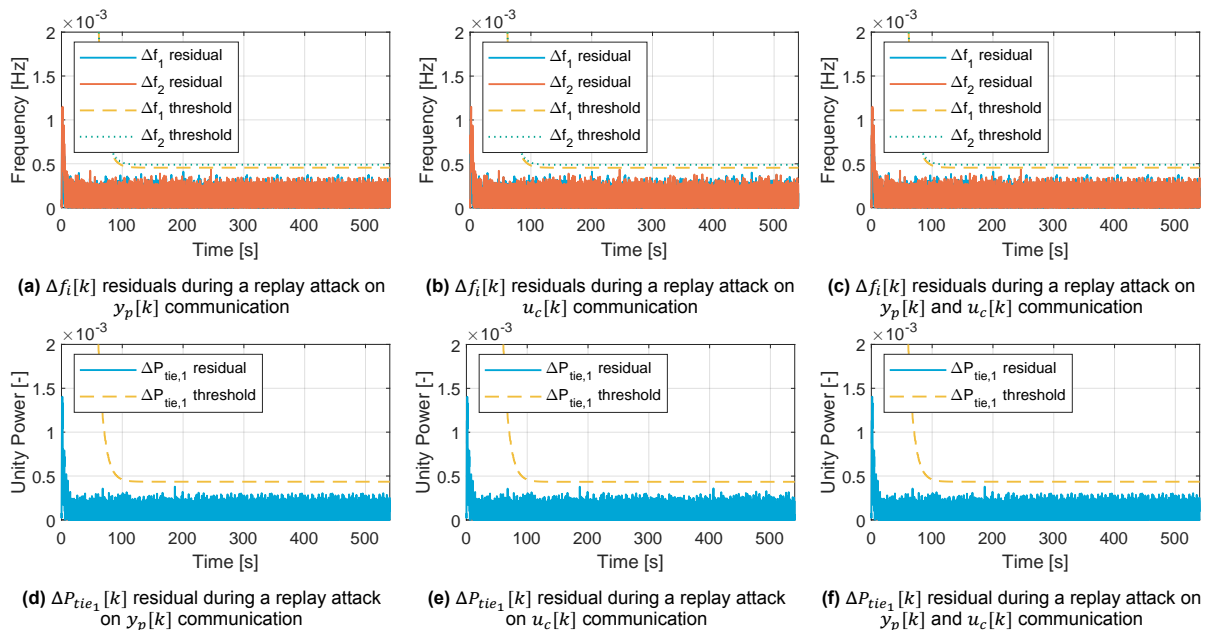 ×10⁻³
2
1.5
1
0.5
0
Frequency [Hz]
Δf₁ residual
Δf₂ residual
Δf₁ threshold
Δf₂ threshold
0 100 200 300 400 500
Time [s]
(a) Δfᵢ[k] residuals during a replay attack on
yₚ[k] communication
×10⁻³
2
1.5
1
0.5
0
Frequency [Hz]
Δf₁ residual
Δf₂ residual
Δf₁ threshold
Δf₂ threshold
0 100 200 300 400 500
Time [s]
(b) Δfᵢ[k] residuals during a replay attack on
u_c[k] communication
×10⁻³
2
1.5
1
0.5
0
Frequency [Hz]
Δf₁ residual
Δf₂ residual
Δf₁ threshold
Δf₂ threshold
0 100 200 300 400 500
Time [s]
(c) Δfᵢ[k] residuals during a replay attack on
yₚ[k] and u_c[k] communication
×10⁻³
2
1.5
1
0.5
0
Unity Power [-]
ΔP_tie,1 residual
ΔP_tie,1 threshold
0 100 200 300 400 500
Time [s]
(d) ΔP_tie₁[k] residual during a replay attack
on yₚ[k] communication
×10⁻³
2
1.5
1
0.5
0
Unity Power [-]
ΔP_tie,1 residual
ΔP_tie,1 threshold
0 100 200 300 400 500
Time [s]
(e) ΔP_tie₁[k] residual during a replay attack
on u_c[k] communication
×10⁻³
2
1.5
1
0.5
0
Unity Power [-]
ΔP_tie,1 residual
ΔP_tie,1 threshold
0 100 200 300 400 500
Time [s]
(f) ΔP_tie₁[k] residual during a replay attack on
yₚ[k] and u_c[k] communication